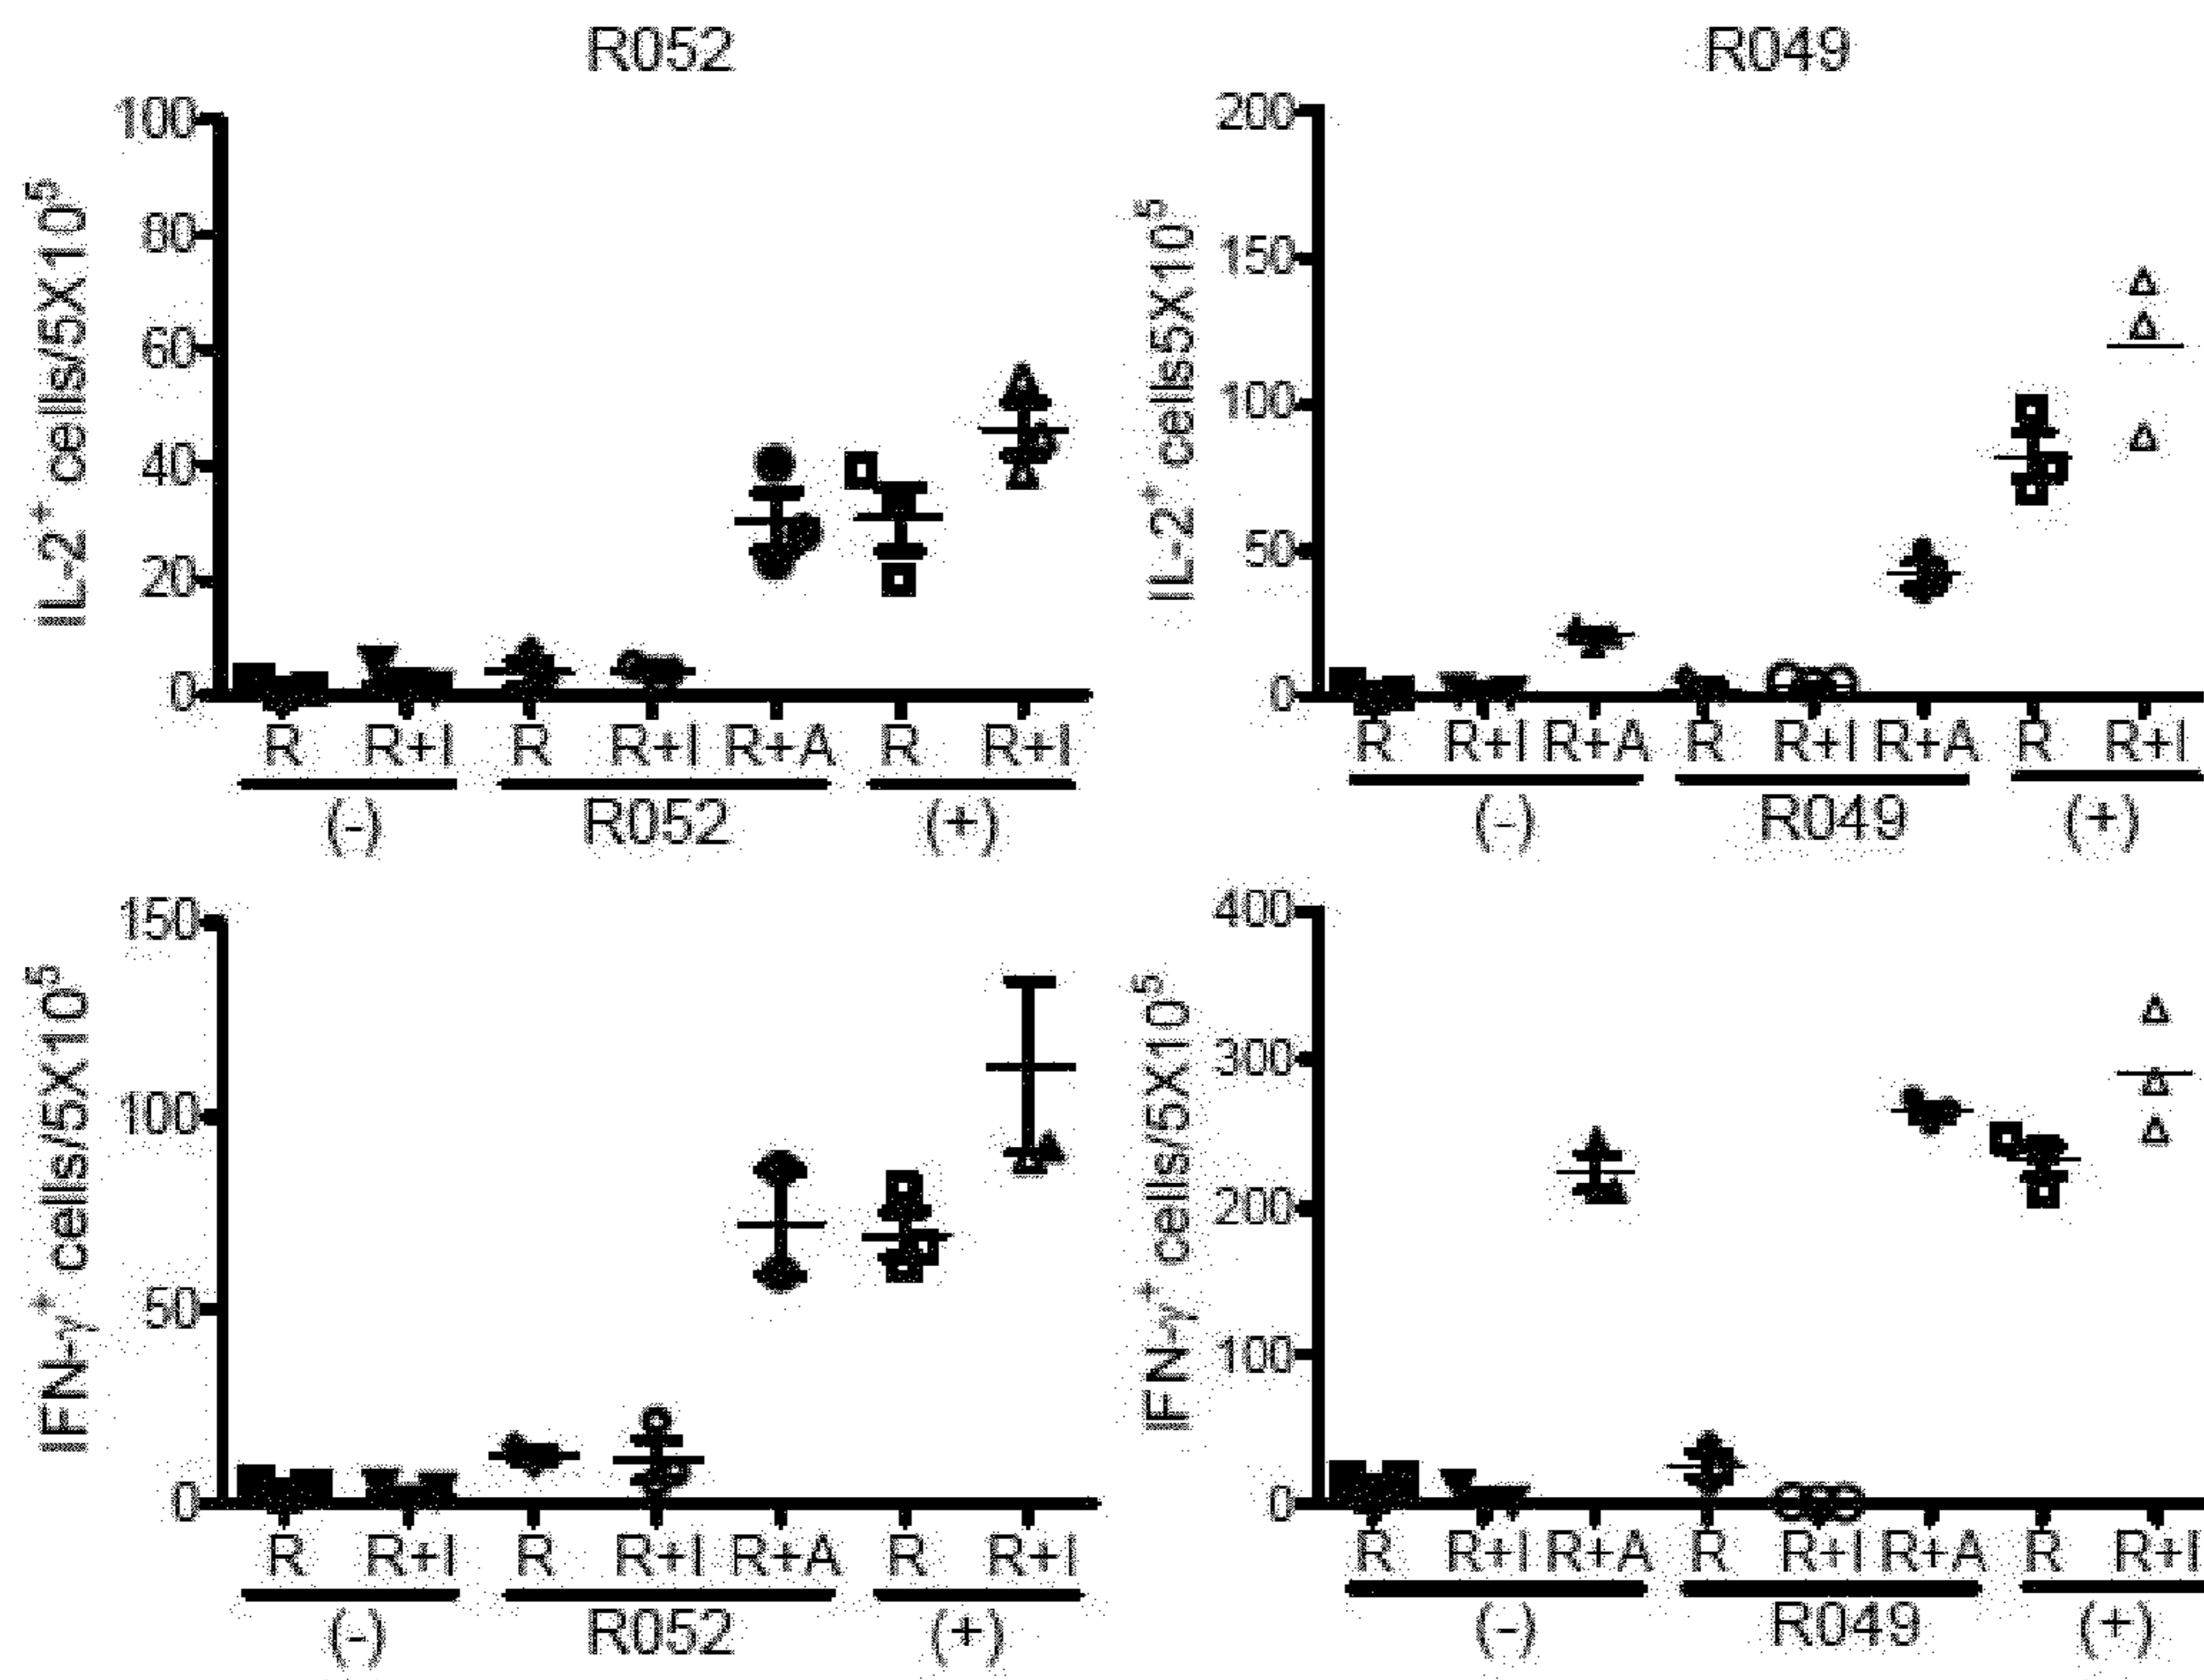 R052
IL-2+ cells/5X10^5
100
80
60
40
20
0
R R+I R R+I R+A R R+I
(-) R052 (+)
R049
IL-2+ cells5X10^5
200
150
100
50
0
R R+I R+A R R+I R+A R R+I
(-) R049 (+)
IFN-γ+ cells/5X10^5
150
100
50
0
R R+I R R+I R+A R R+I
(-) R052 (+)
IFN-γ+ cells/5X10^5
400
300
200
100
0
R R+I R+A R R+I R+A R R+I
(-) R049 (+)